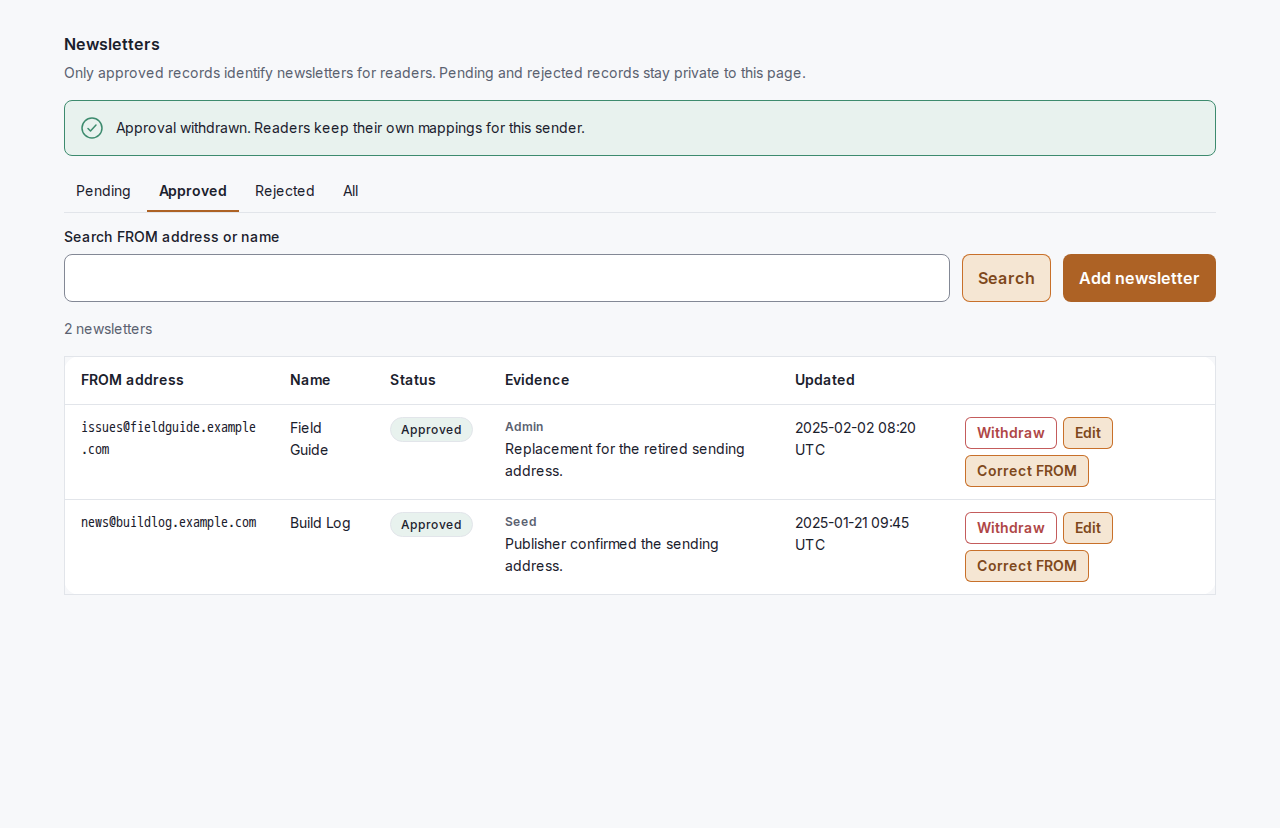 Newsletters
Only approved records identify newsletters for readers. Pending and rejected records stay private to this page.
Approval withdrawn. Readers keep their own mappings for this sender.
Pending Approved Rejected All
Search FROM address or name
Search Add newsletter
2 newsletters
FROM address Name Status Evidence Updated
issues@fieldguide.example
.com
Field
Guide
Approved
Admin
Replacement for the retired sending
address.
2025-02-02 08:20
UTC
Withdraw Edit
Correct FROM
news@buildlog.example.com
Build Log
Approved
Seed
Publisher confirmed the sending
address.
2025-01-21 09:45
UTC
Withdraw Edit
Correct FROM